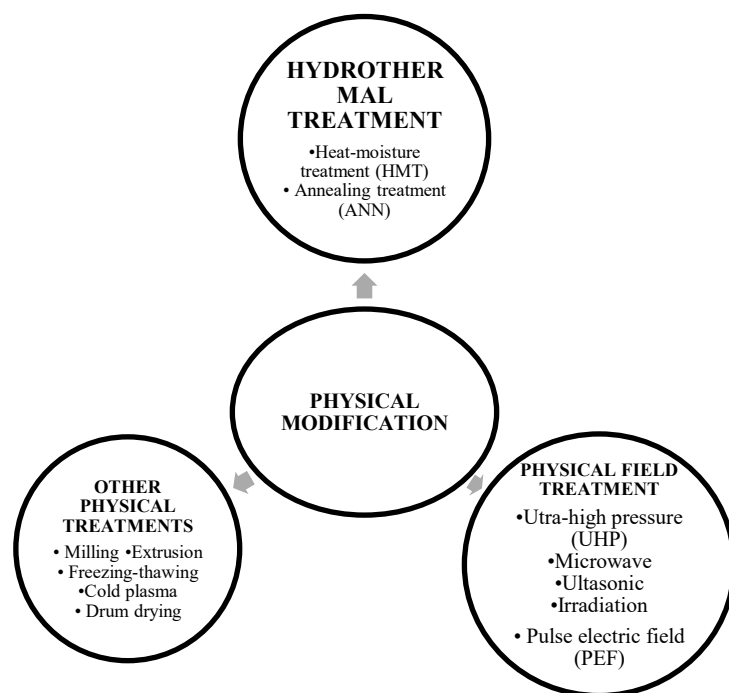 HYDROTHER
MAL
TREATMENT
•Heat-moisture
treatment (HMT)
• Annealing treatment
(ANN)
PHYSICAL
MODIFICATION
OTHER
PHYSICAL
TREATMENTS
• Milling •Extrusion
• Freezing-thawing
•Cold plasma
• Drum drying
PHYSICAL FIELD
TREATMENT
•Utra-high pressure
(UHP)
•Microwave
•Ultasonic
•Irradiation
• Pulse electric field
(PEF)